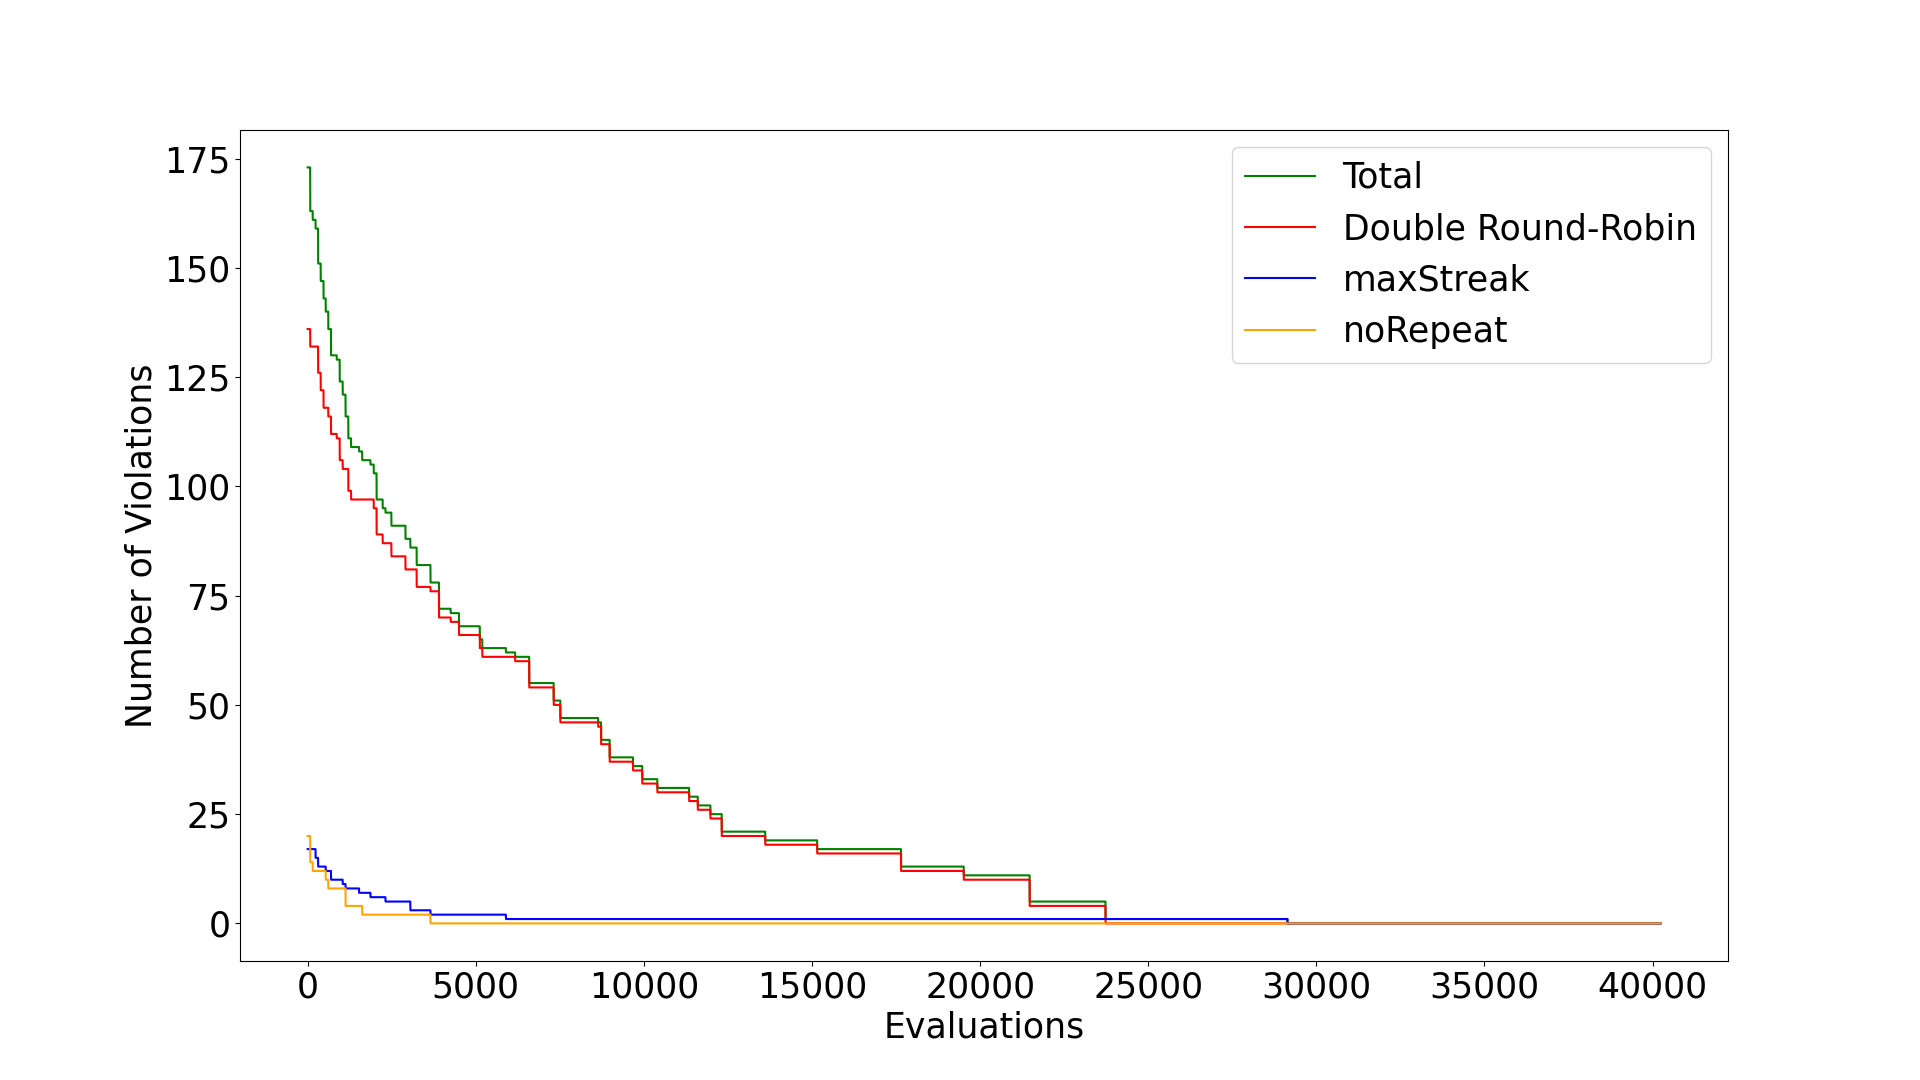 175
150
125
100
75
50
25
0
Number of Violations
Total
Double Round-Robin
maxStreak
noRepeat
0 5000 10000 15000 20000 25000 30000 35000 40000
Evaluations